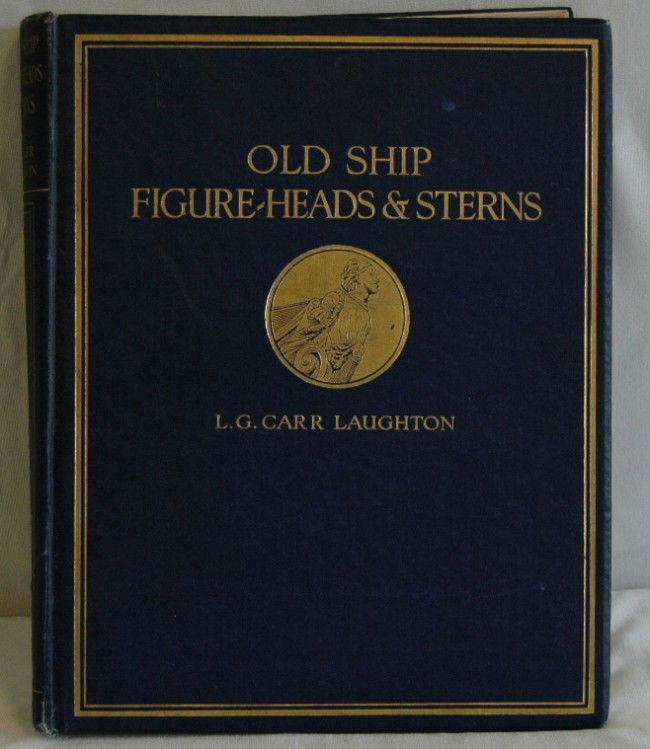 OLD SHIP
FIGURE-HEADS & STERNS
L.G. CARR LAUGHTON